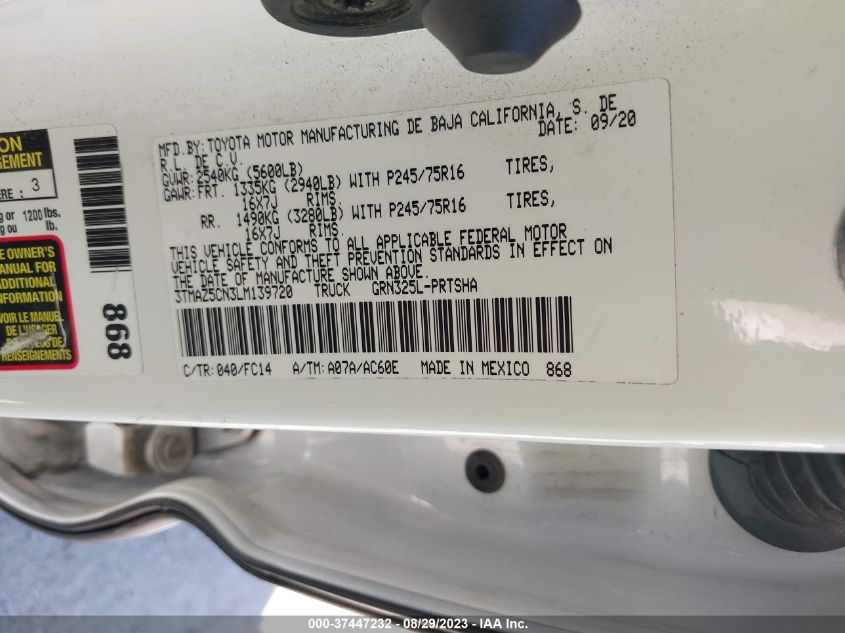 ON
GEMENT
ERE : 3
g or 1200 lbs.
g ou lb.
E OWNER'S
MANUAL FOR
ADDITIONAL
INFORMATION
VOIR LE MANUEL
DE L'USAGER
DE
RENSEIGNEMENTS
868
MFD.BY: TOYOTA MOTOR MANUFACTURING DE BAJA CALIFORNIA, S. DE
R.L. DE C.V. DATE: 09/20
GVWR: 2540KG (5600LB)
GAWR: FRT. 1335KG (2940LB) WITH P245/75R16 TIRES,
16X7J RIMS.
RR. 1490KG (3280LB) WITH P245/75R16 TIRES,
16X7J RIMS.
THIS VEHICLE CONFORMS TO ALL APPLICABLE FEDERAL MOTOR
VEHICLE SAFETY AND THEFT PREVENTION STANDARDS IN EFFECT ON
THE DATE OF MANUFACTURE SHOWN ABOVE.
3TMAZ5CN3LM139720 TRUCK GRN325L-PRTSHA
C/TR: 040/FC14 A/TM: A07A/AC60E MADE IN MEXICO 868
000-37447232 - 08/29/2023 - IAA Inc.